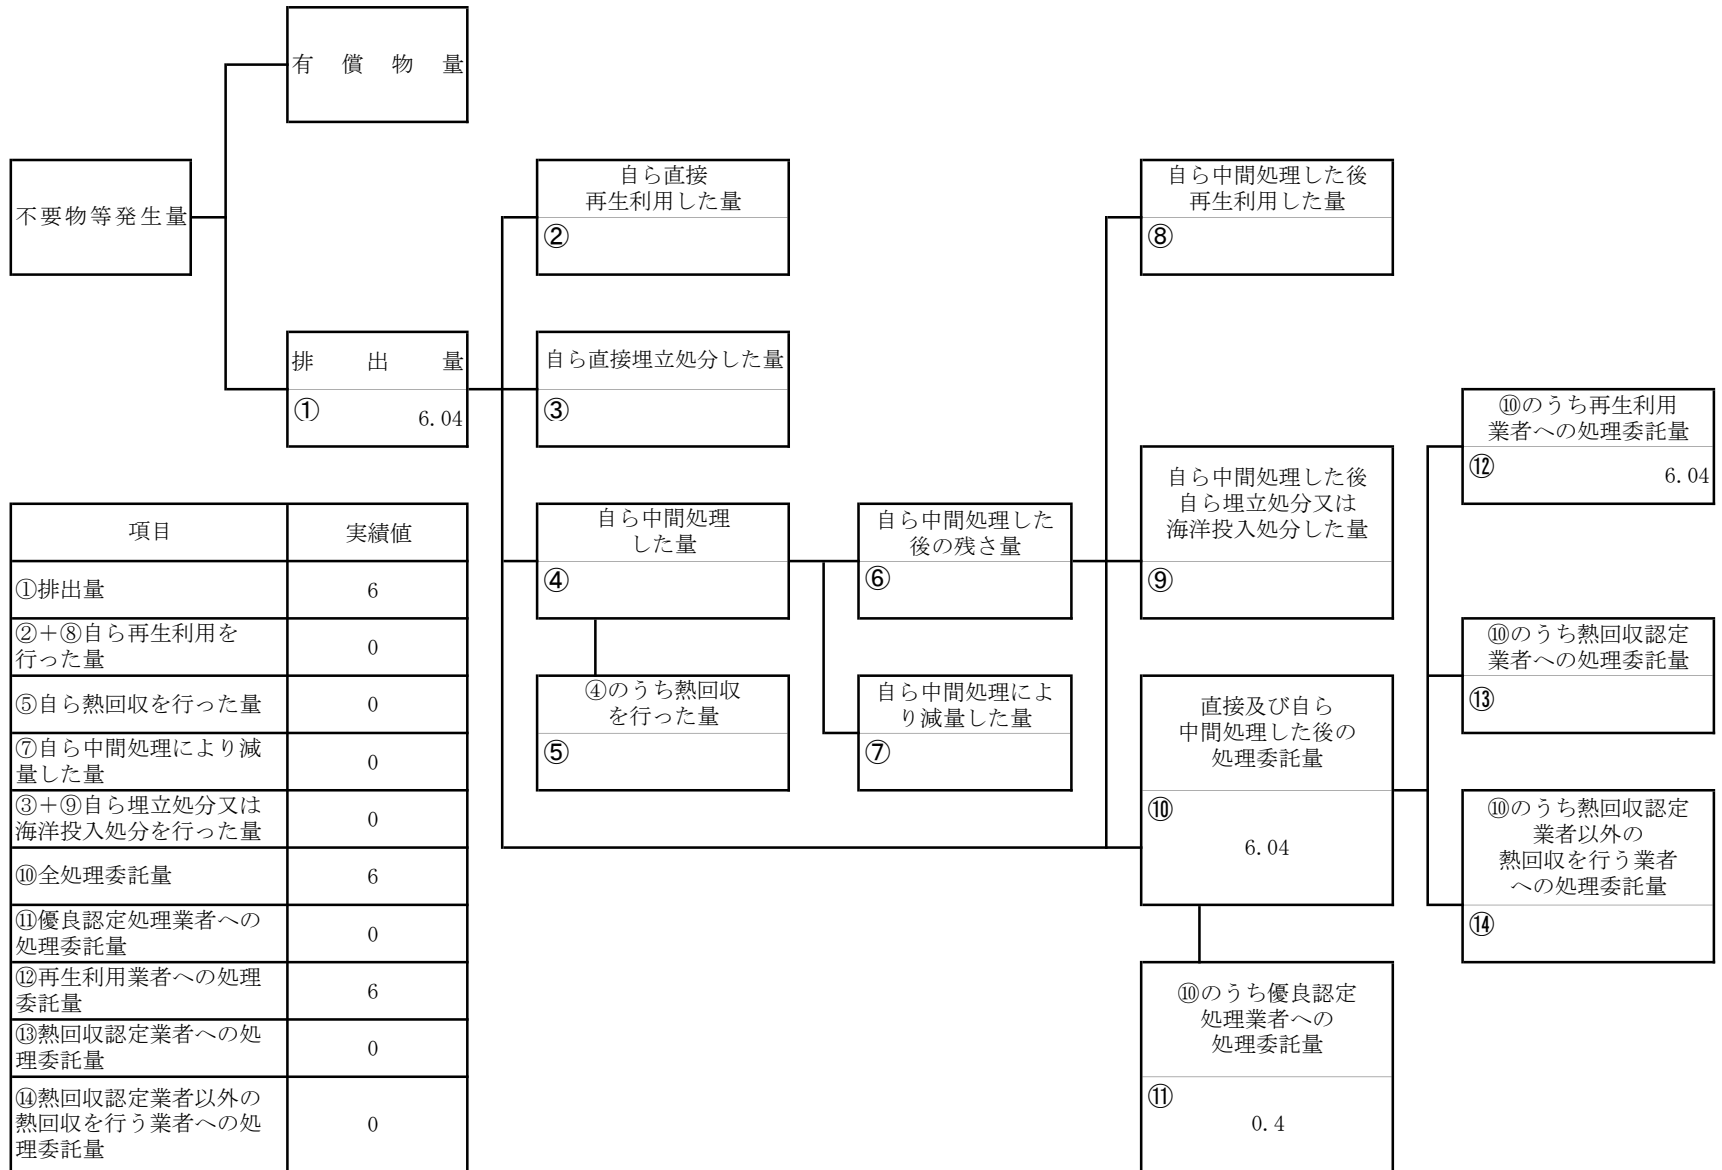 有償物量
不要物等発生量
排出量
①
6.04
自ら直接
再生利用した量
②
自ら直接埋立処分した量
③
自ら中間処理
した量
④
④のうち熱回収
を行った量
⑤
自ら中間処理した
後の残さ量
⑥
自ら中間処理によ
り減量した量
⑦
自ら中間処理した後
再生利用した量
⑧
自ら中間処理した後
自ら埋立処分又は
海洋投入処分した量
⑨
直接及び自ら
中間処理した後の
処理委託量
⑩
6.04
⑩のうち優良認定
処理業者への
処理委託量
⑪
0.4
⑩のうち再生利用
業者への処理委託量
⑫
6.04
⑩のうち熱回収認定
業者への処理委託量
⑬
⑩のうち熱回収認定
業者以外の
熱回収を行う業者
への処理委託量
⑭
項目 実績値
①排出量 6
②+⑧自ら再生利用を
行った量 0
⑤自ら熱回収を行った量 0
⑦自ら中間処理により減
量した量 0
③+⑨自ら埋立処分又は
海洋投入処分を行った量 0
⑩全処理委託量 6
⑪優良認定処理業者への
処理委託量 0
⑫再生利用業者への処理
委託量 6
⑬熱回収認定業者への処
理委託量 0
⑭熱回収認定業者以外の
熱回収を行う業者への処 0
理委託量